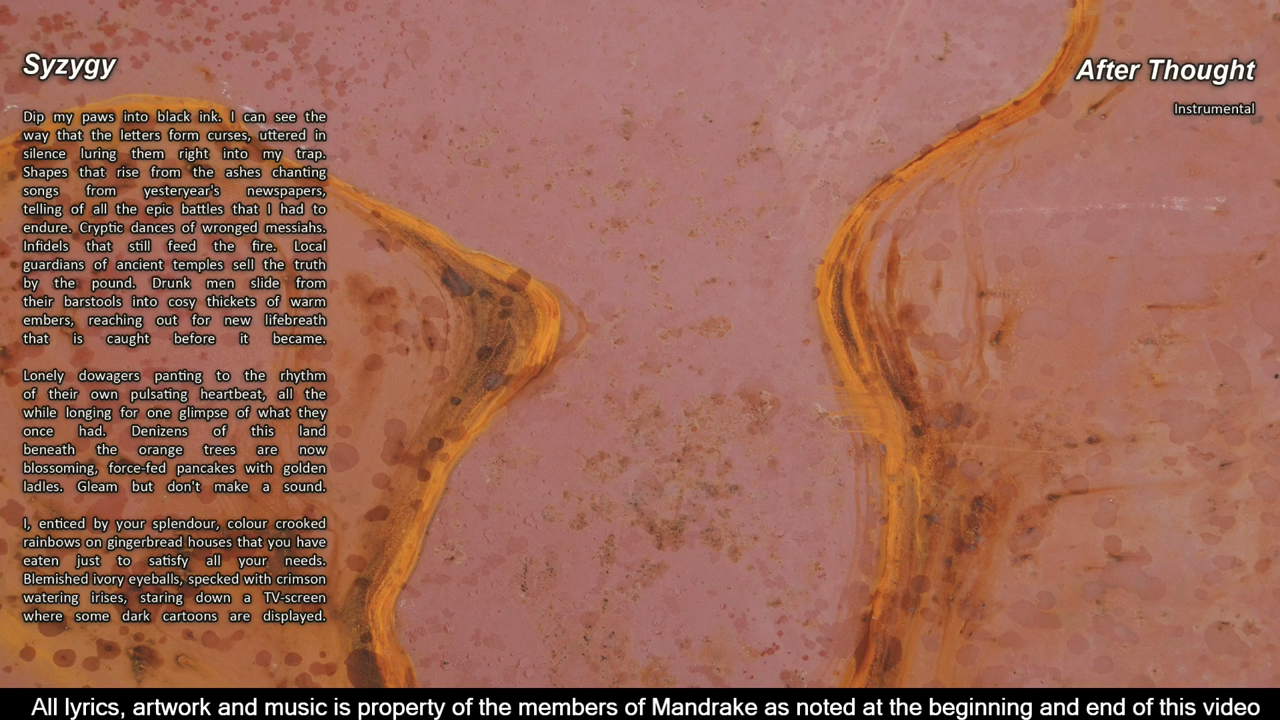 Syzygy
Dip my paws into black ink. I can see the
way that the letters form curses, uttered in
silence luring them right into my trap.
Shapes that rise from the ashes chanting
songs from yesteryear's newspapers,
telling of all the epic battles that I had to
endure. Cryptic dances of wronged messiahs.
Infidels that still feed the fire. Local
guardians of ancient temples sell the truth
by the pound. Drunk men slide from
their barstools into cosy thickets of warm
embers, reaching out for new lifebreath
that is caught before it became.
Lonely dowagers panting to the rhythm
of their own pulsating heartbeat, all the
while longing for one glimpse of what they
once had. Denizens of this land
beneath the orange trees are now
blossoming, force-fed pancakes with golden
ladles. Gleam but don't make a sound.
I, enticed by your splendour, colour crooked
rainbows on gingerbread houses that you have
eaten just to satisfy all your needs.
Blemished ivory eyeballs, specked with crimson
watering irises, staring down a TV-screen
where some dark cartoons are displayed.
After Thought
Instrumental
All lyrics, artwork and music is property of the members of Mandrake as noted at the beginning and end of this video